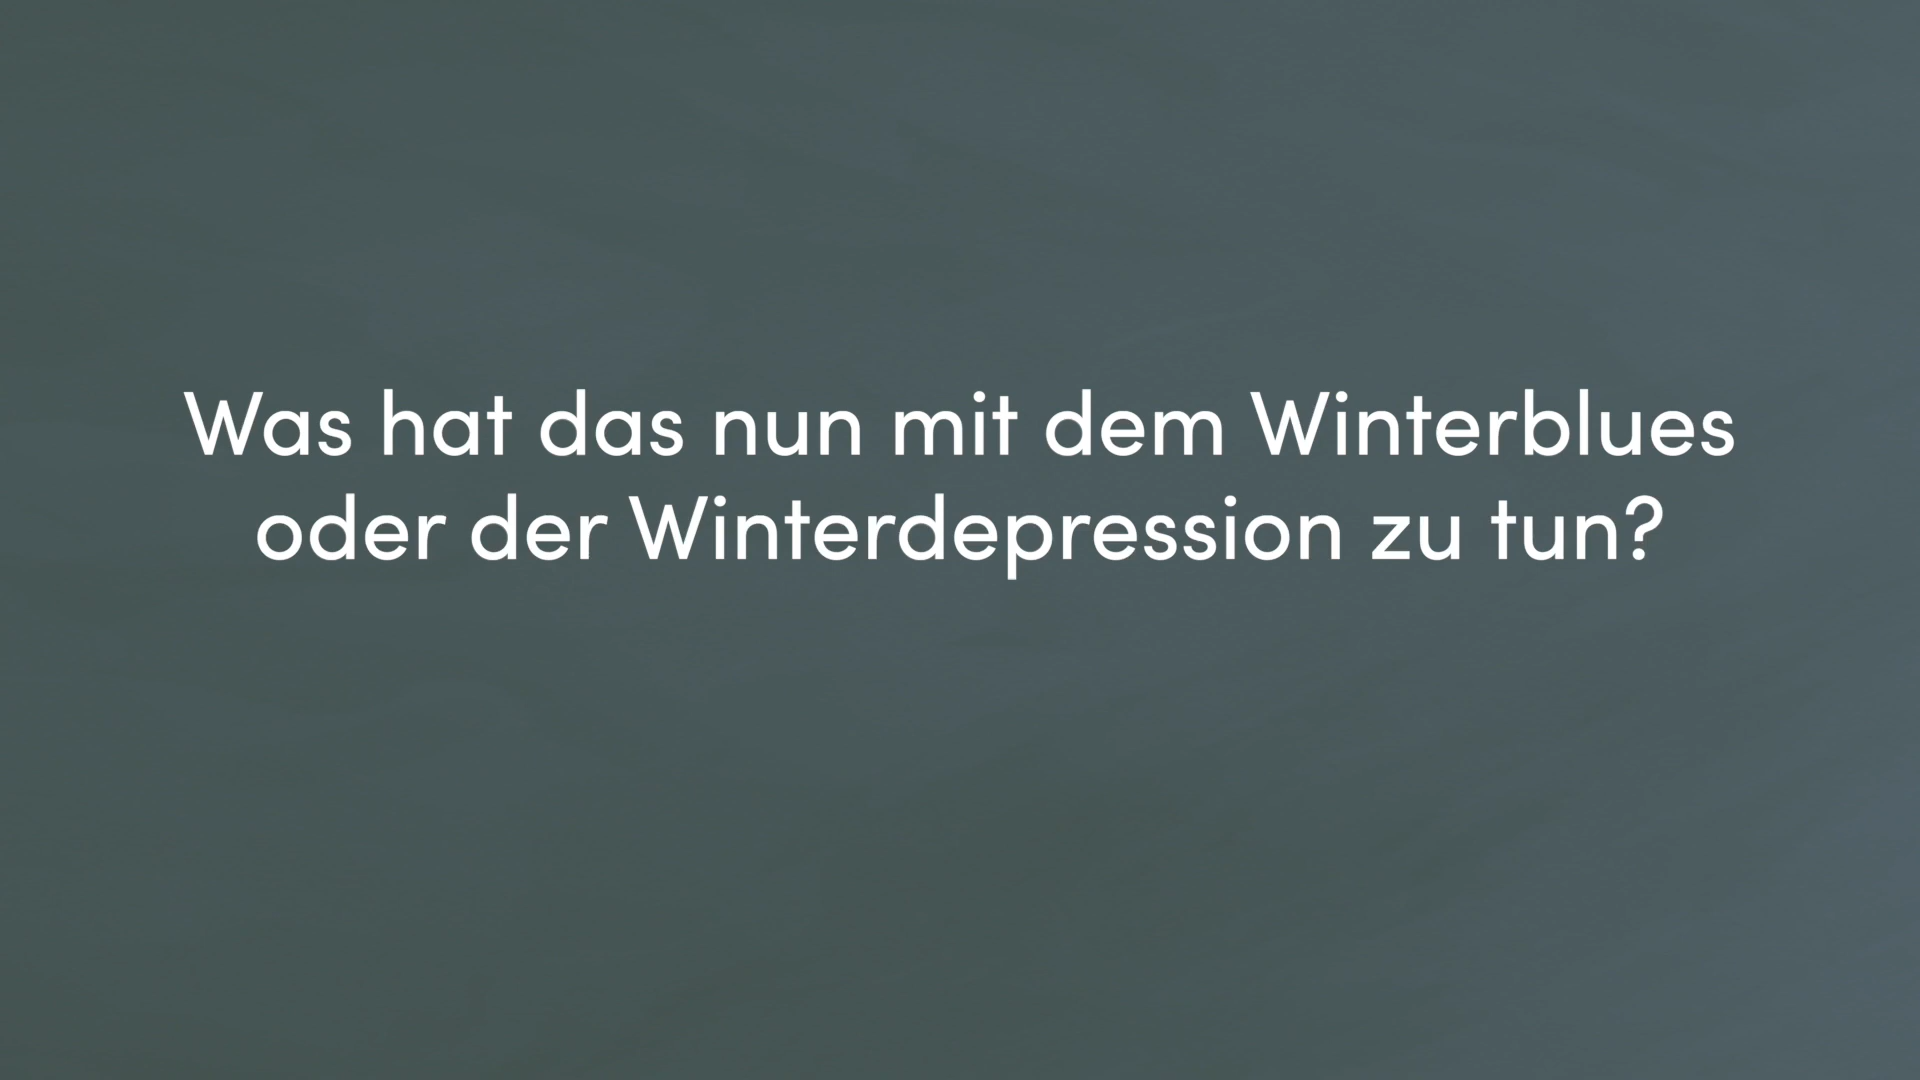 Was hat das nun mit dem Winterblues
oder der Winterdepression zu tun?